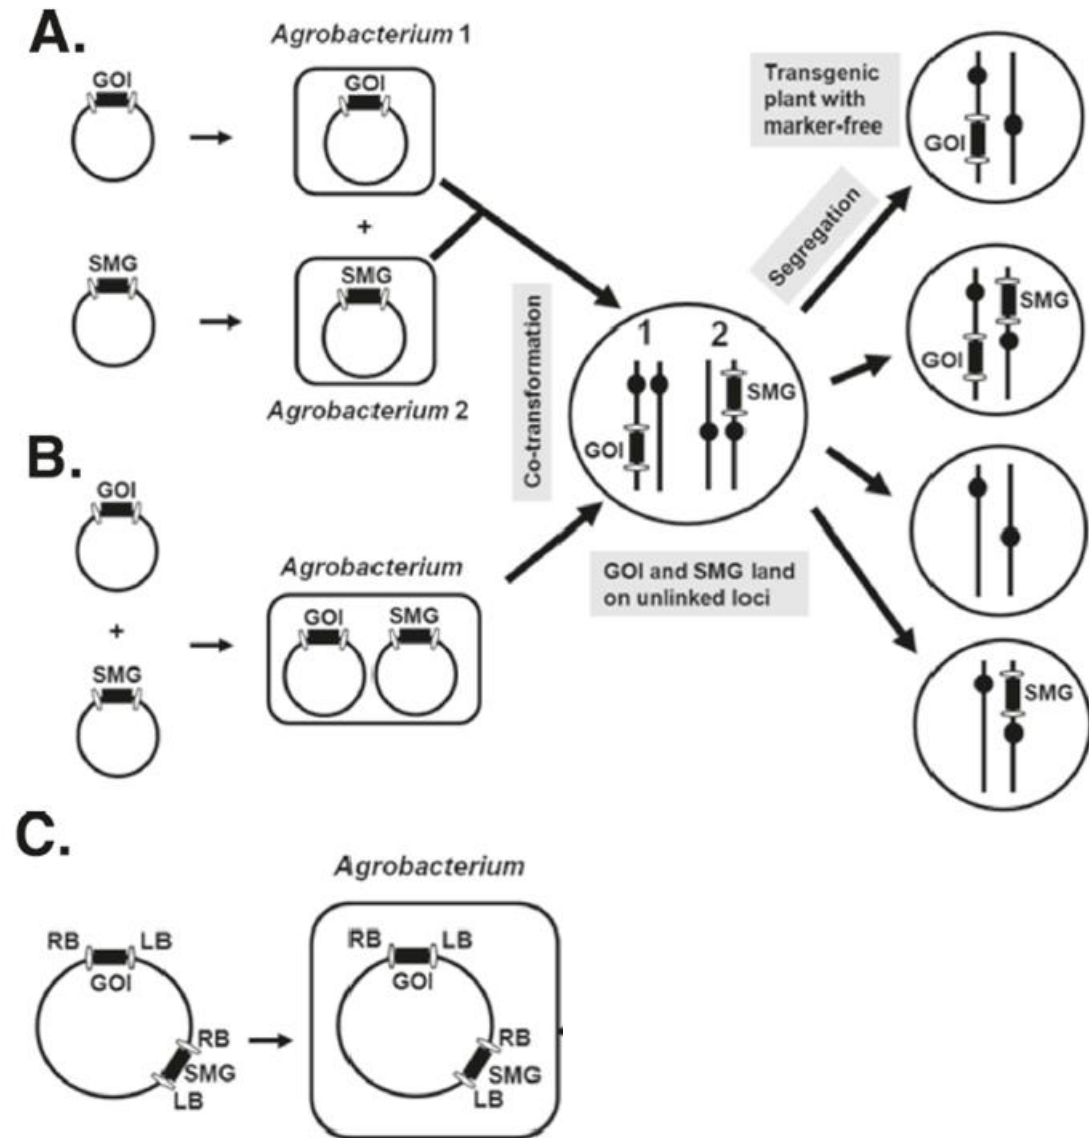 A.
Agrobacterium 1
GOI
GOI
+
SMG
SMG
Agrobacterium 2
Co-transformation
1 2
GOI
SMG
GOI and SMG land
on unlinked loci
Segregation
Transgenic
plant with
marker-free
GOI
SMG
GOI
SMG
B.
GOI
+
SMG
Agrobacterium
GOI SMG
C.
Agrobacterium
RB LB
GOI
RB
SMG
LB
RB LB
GOI
RB
SMG
LB